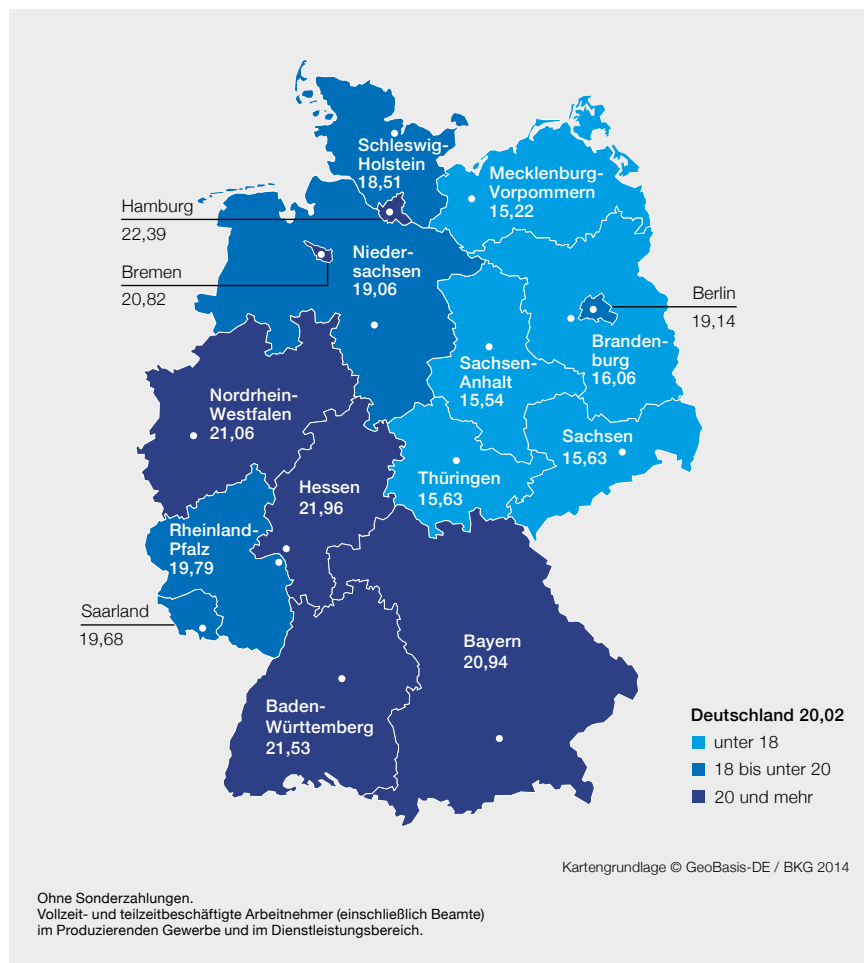 Schleswig-
Holstein
18,51
Mecklenburg-
Vorpommern
15,22
Hamburg
22,39
Bremen
20,82
Nieder-
sachsen
19,06
Berlin
19,14
Branden-
burg
16,06
Sachsen-
Anhalt
15,54
Nordrhein-
Westfalen
21,06
Sachsen
15,63
Thüringen
15,63
Hessen
21,96
Rheinland-
Pfalz
19,79
Saarland
19,68
Bayern
20,94
Baden-
Württemberg
21,53
Deutschland 20,02
unter 18
18 bis unter 20
20 und mehr
Kartengrundlage © GeoBasis-DE / BKG 2014
Ohne Sonderzahlungen.
Vollzeit- und teilzeitbeschäftigte Arbeitnehmer (einschließlich Beamte)
im Produzierenden Gewerbe und im Dienstleistungsbereich.